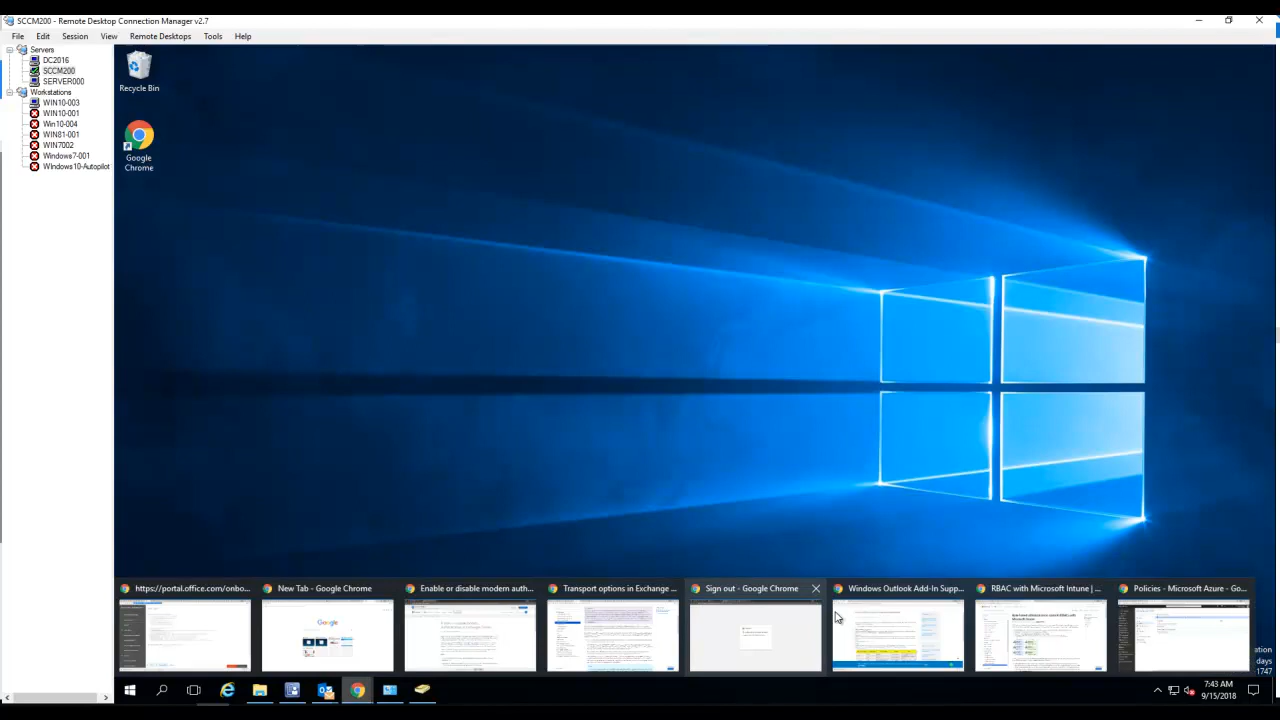 SCCM200 - Remote Desktop Connection Manager v2.7
File Edit Session View Remote Desktops Tools Help
Servers
DC2016
SCCM200
SERVER000
Workstations
WIN10-003
WIN10-001
Win10-004
WIN81-001
WIN7002
Windows7-001
Windows10-Autopilot
Recycle Bin
Google
Chrome
https://portal.office.com/onbo...
New Tab - Google Chrome
Enable or disable modern auth...
Transport options in Exchange ...
Sign out - Google Chrome
Windows Outlook Add-In Supp...
RBAC with Microsoft Intune | ...
Policies - Microsoft Azure - Go...
Google
ation
days
1747
7:43 AM
9/15/2018